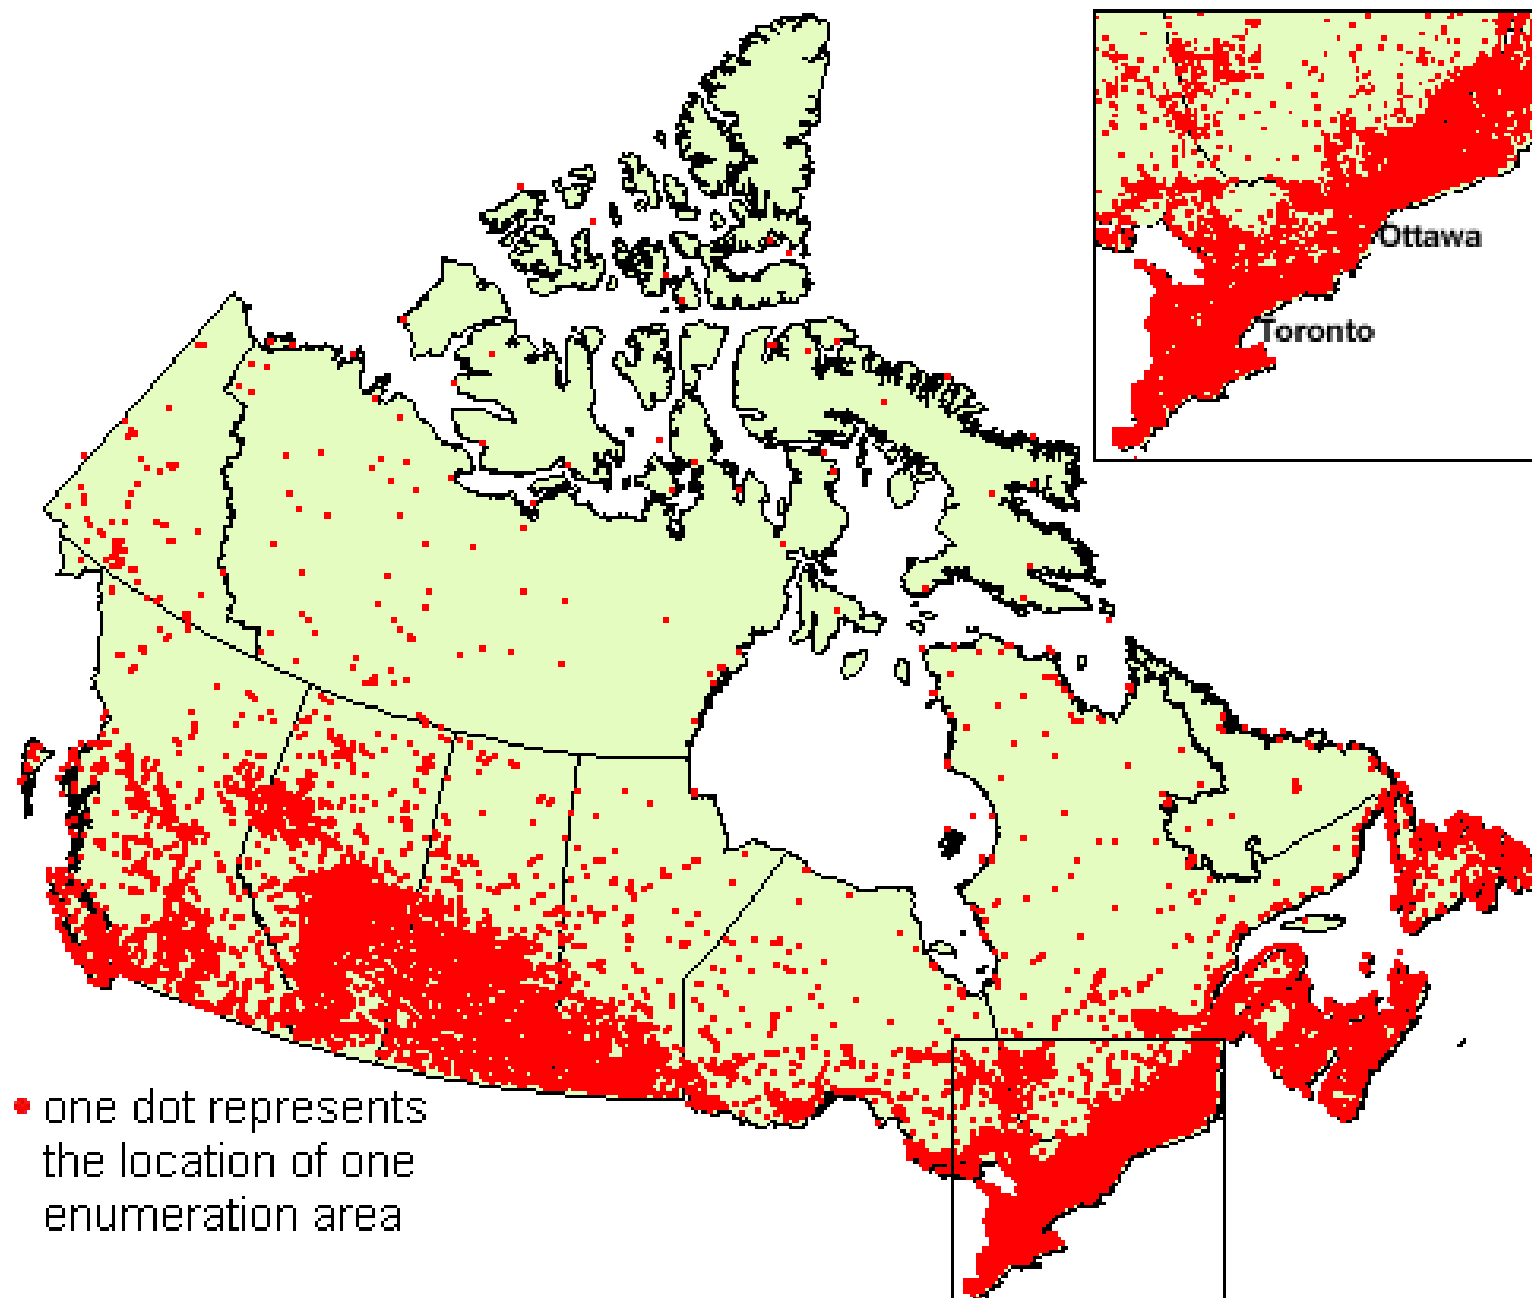 Ottawa
Toronto
one dot represents
the location of one
enumeration area